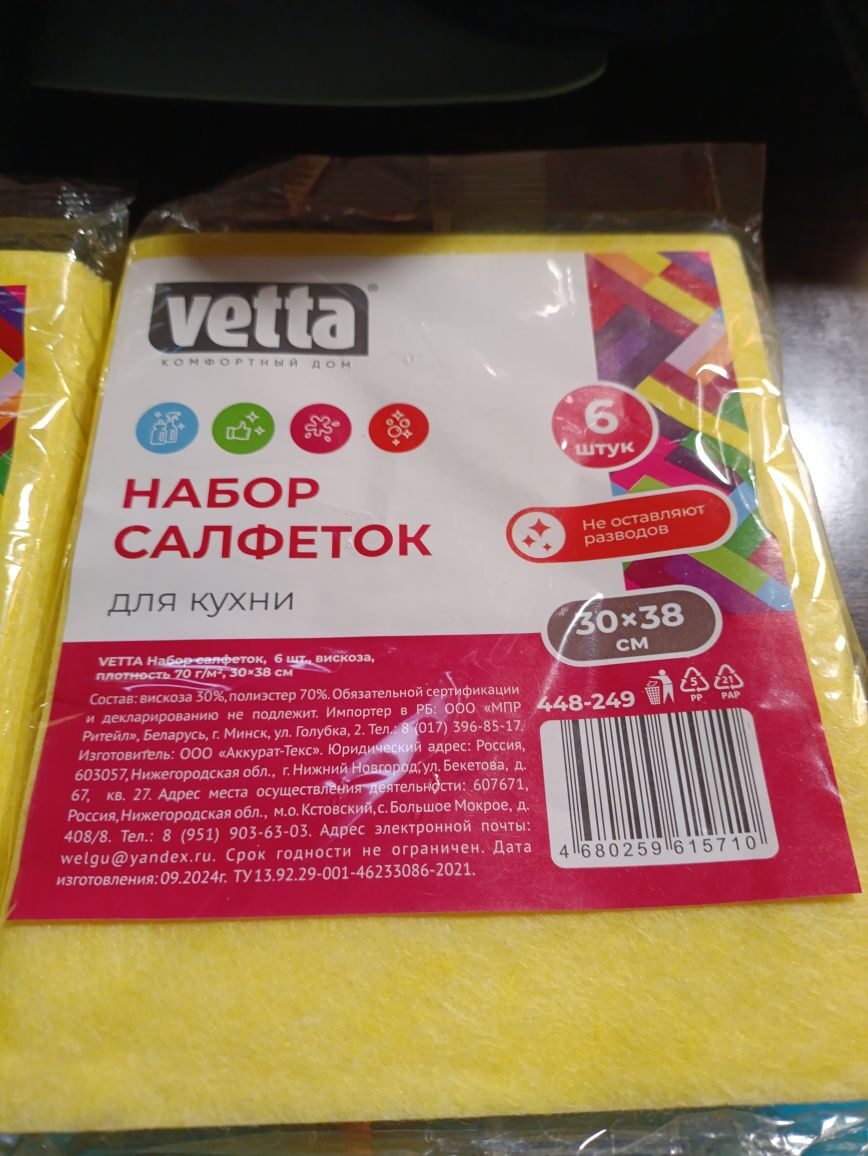 vetta®
КОМФОРТНЫЙ ДОМ
6
штук
НАБОР
САЛФЕТОК
Не оставляют
разводов
для кухни
30×38
см
VETTA Набор салфеток, 6 шт., вискоза,
плотность 70 г/м², 30×38 см
Состав: вискоза 30%, полиэстер 70%. Обязательной сертификации
и декларированию не подлежит. Импортер в РБ: ООО «МПР
Ритейл», Беларусь, г. Минск, ул. Голубка, 2. Тел.: 8 (017) 396-85-17.
Изготовитель: ООО «Аккурат-Текс». Юридический адрес: Россия,
603057, Нижегородская обл., г. Нижний Новгород, ул. Бекетова, д.
67, кв. 27. Адрес места осуществления деятельности: 607671,
Россия, Нижегородская обл., м.о. Кстовский, с. Большое Мокрое, д.
408/8. Тел.: 8 (951) 903-63-03. Адрес электронной почты:
welgu@yandex.ru. Срок годности не ограничен. Дата
изготовления: 09.2024г. ТУ 13.92.29-001-46233086-2021.
448-249
5
PP
21
PAP
4 680259 615710